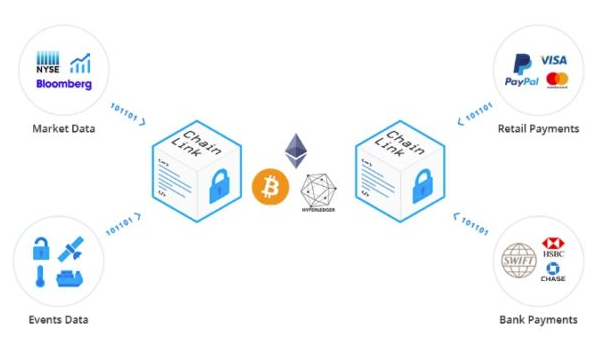 NYSE
Bloomberg
Market Data
101101
Chain
Link
<···>
</>
Chain
Link
<···>
</>
HYPERLEDGER
PayPal
VISA
mastercard
Retail Payments
101101
Events Data
101101
SWIFT
HSBC
CHASE
Bank Payments
101101